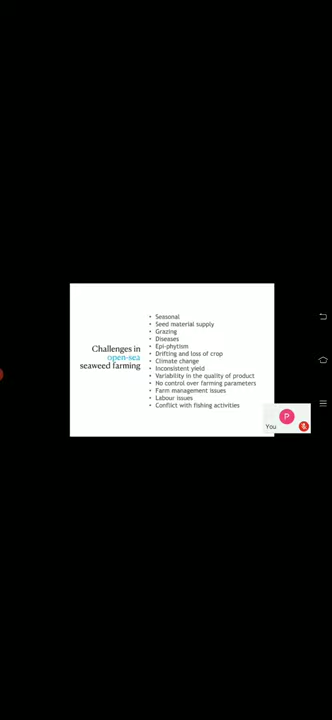 Challenges in
open-sea
seaweed farming
• Seasonal
• Seed material supply
• Grazing
• Diseases
• Epi-phytism
• Drifting and loss of crop
• Climate change
• Inconsistent yield
• Variability in the quality of product
• No control over farming parameters
• Farm management issues
• Labour issues
• Conflict with fishing activities
P
You